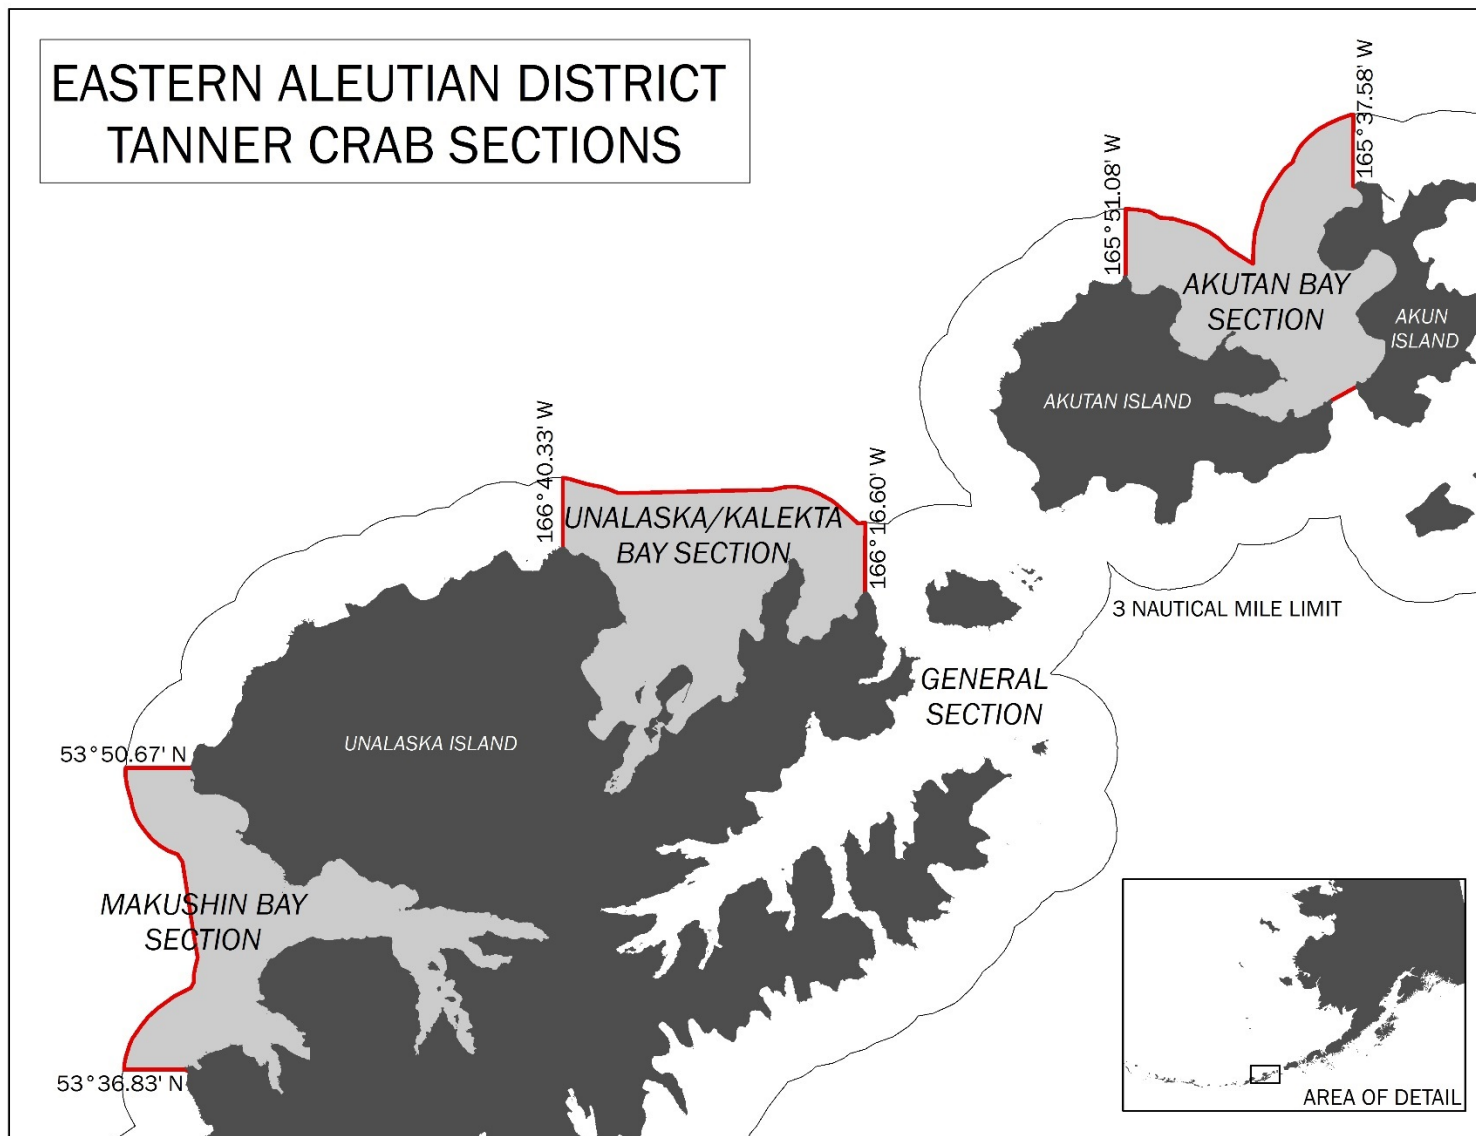 EASTERN ALEUTIAN DISTRICT
TANNER CRAB SECTIONS
165°37.58' W
165°51.08' W
AKUTAN BAY
SECTION
AKUN
ISLAND
AKUTAN ISLAND
166°40.33' W
166°16.60' W
UNALASKA/KALEKTA
BAY SECTION
3 NAUTICAL MILE LIMIT
GENERAL
SECTION
UNALASKA ISLAND
53°50.67' N
MAKUSHIN BAY
SECTION
53°36.83' N
AREA OF DETAIL